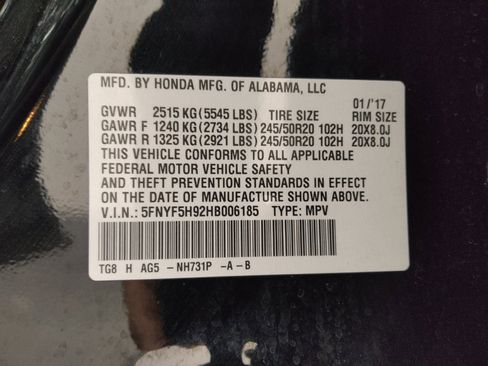 MFD. BY HONDA MFG. OF ALABAMA, LLC
01/'17
GVWR 2515 KG(5545 LBS) TIRE SIZE RIM SIZE
GAWR F 1240 KG(2734 LBS)245/50R20 102H 20X8.0J
GAWR R 1325 KG(2921 LBS)245/50R20 102H 20X8.0J
THIS VEHICLE CONFORMS TO ALL APPLICABLE
FEDERAL MOTOR VEHICLE SAFETY
AND THEFT PREVENTION STANDARDS IN EFFECT
ON THE DATE OF MANUFACTURE SHOWN ABOVE.
V.I.N.: 5FNYF5H92HB006185 TYPE: MPV
TG8 H AG5 -NH731P -A-B